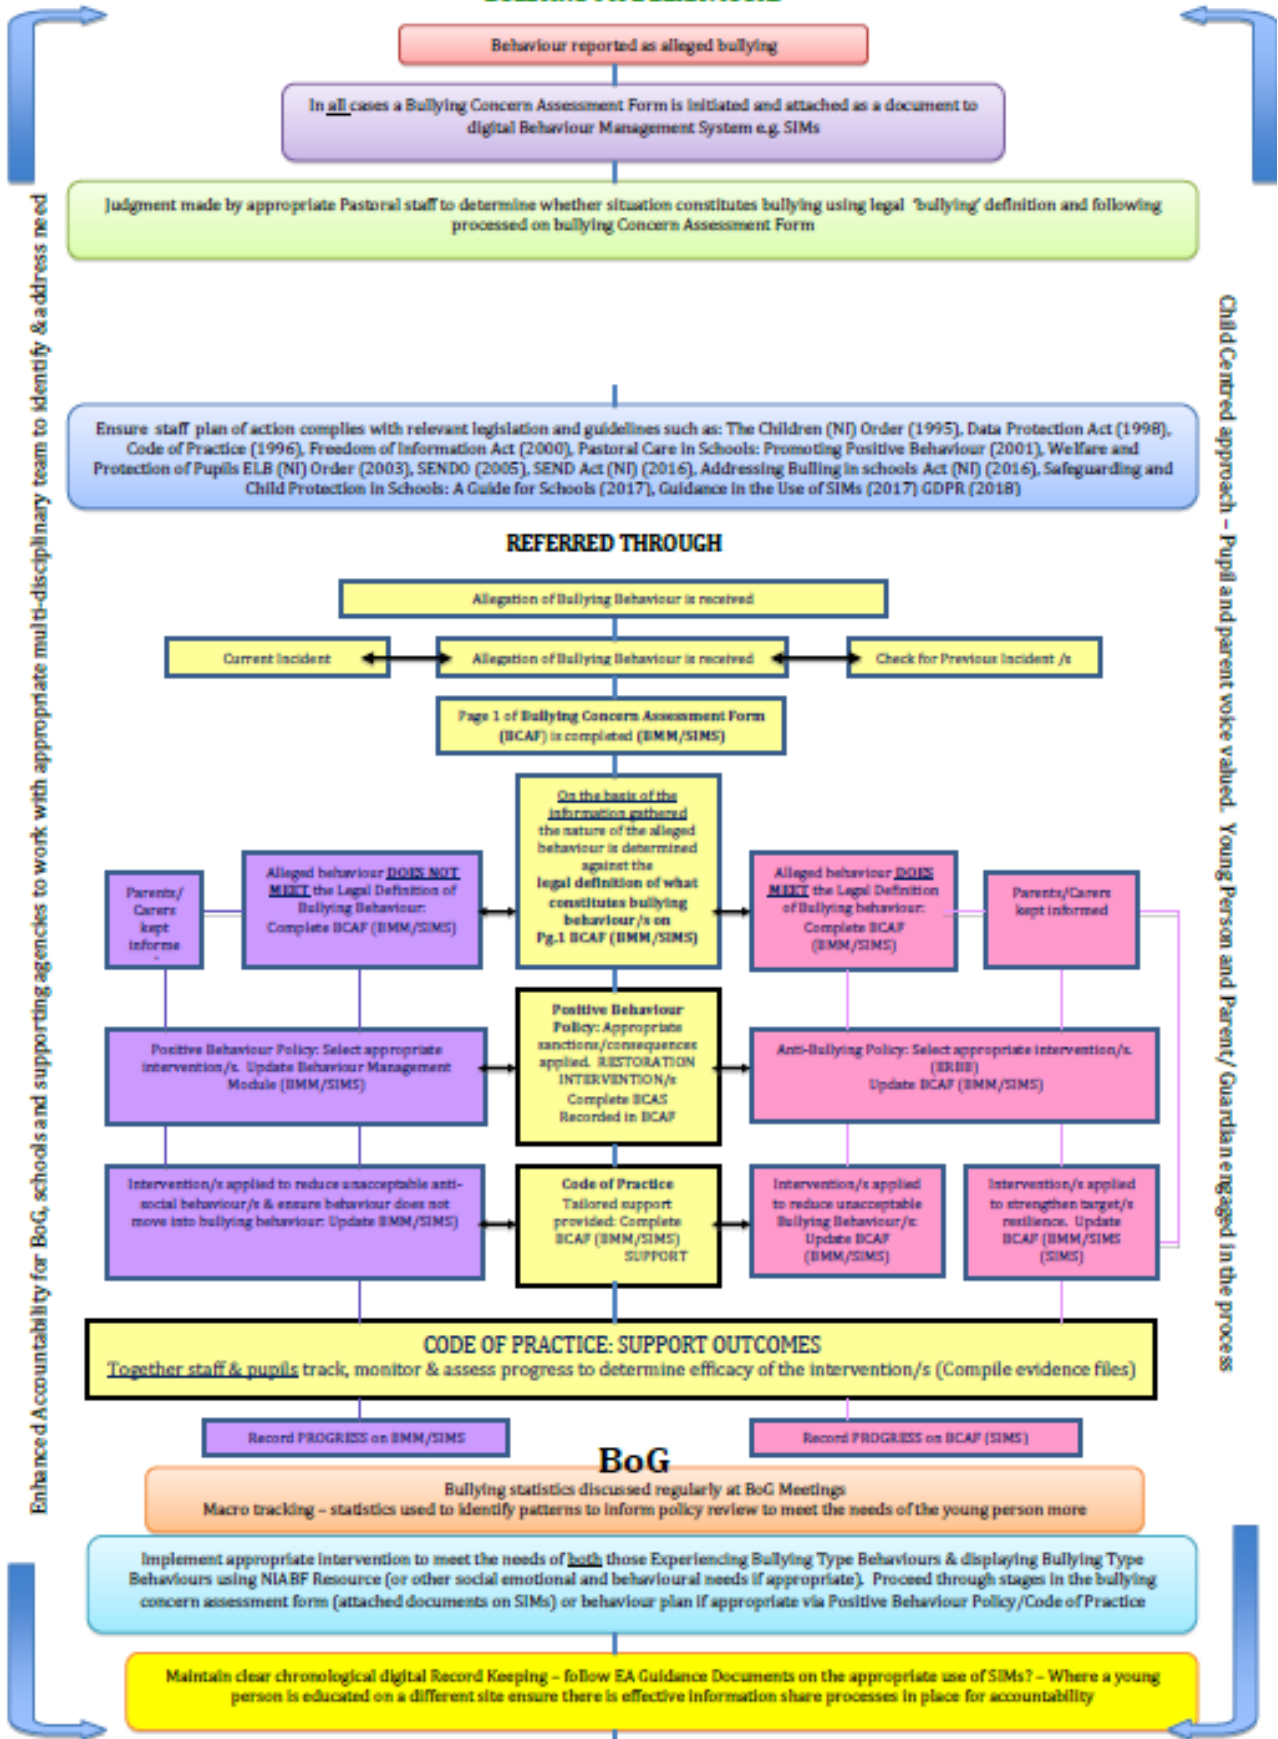 Behaviour reported as alleged bullying
In all cases a Bullying Concern Assessment Form is initiated and attached as a document to
digital Behaviour Management System e.g. SIMs
Judgment made by appropriate Pastoral staff to determine whether situation constitutes bullying using legal 'bullying' definition and following
processed on bullying Concern Assessment Form
Ensure staff plan of action complies with relevant legislation and guidelines such as: The Children (NI) Order (1995), Data Protection Act (1998),
Code of Practice (1996), Freedom of Information Act (2000), Pastoral Care in Schools: Promoting Positive Behaviour (2001), Welfare and
Protection of Pupils ELB (NI) Order (2003), SENDO (2005), SEND Act (NI) (2016), Addressing Bulling in schools Act (NI) (2016), Safeguarding and
Child Protection in Schools: A Guide for Schools (2017), Guidance in the Use of SIMs (2017) GDPR (2018)
REFERRED THROUGH
Allegation of Bullying Behaviour is received
Current Incident
Allegation of Bullying Behaviour is received
Check for Previous Incident /s
Page 1 of Bullying Concern Assessment Form
(BCAF) is completed (BMM/SIMS)
Parents/
Carers
kept
informe
Alleged behaviour DOES NOT
MEET the Legal Definition of
Bullying Behaviour:
Complete BCAF (BMM/SIMS)
On the basis of the
information gathered
the nature of the alleged
behaviour is determined
against the
legal definition of what
constitutes bullying
behaviour/s on
Pg.1 BCAF (BMM/SIMS)
Alleged behaviour DOES
MEET the Legal Definition
of Bullying behaviour:
Complete BCAF
(BMM/SIMS)
Parents/Carers
kept informed
Positive Behaviour Policy: Select appropriate
intervention/s. Update Behaviour Management
Module (BMM/SIMS)
Positive Behaviour
Policy: Appropriate
sanctions/consequences
applied. RESTORATION
INTERVENTION/s
Complete BCAS
Recorded in BCAF
Anti-Bullying Policy: Select appropriate intervention/s.
(ERBB)
Update BCAF (BMM/SIMS)
Intervention/s applied to reduce unacceptable anti-
social behaviour/s & ensure behaviour does not
move into bullying behaviour: Update BMM/SIMS)
Code of Practice
Tailored support
provided: Complete
BCAF (BMM/SIMS)
SUPPORT
Intervention/s applied
to reduce unacceptable
Bullying Behaviour/s:
Update BCAF
(BMM/SIMS)
Intervention/s applied
to strengthen target/s
resilience. Update
BCAF (BMM/SIMS
(SIMS)
CODE OF PRACTICE: SUPPORT OUTCOMES
Together staff & pupils track, monitor & assess progress to determine efficacy of the intervention/s (Compile evidence files)
Record PROGRESS on BMM/SIMS
Record PROGRESS on BCAF (SIMS)
BoG
Bullying statistics discussed regularly at BoG Meetings
Macro tracking – statistics used to identify patterns to inform policy review to meet the needs of the young person more
Implement appropriate intervention to meet the needs of both those Experiencing Bullying Type Behaviours & displaying Bullying Type
Behaviours using NIABF Resource (or other social emotional and behavioural needs if appropriate). Proceed through stages in the bullying
concern assessment form (attached documents on SIMs) or behaviour plan if appropriate via Positive Behaviour Policy/Code of Practice
Maintain clear chronological digital Record Keeping – follow EA Guidance Documents on the appropriate use of SIMs? – Where a young
person is educated on a different site ensure there is effective information share processes in place for accountability
Enhanced Accountability for BoG, schools and supporting agencies to work with appropriate multi-disciplinary team to identify & address need
Child Centred approach – Pupil and parent voice valued. Young Person and Parent/ Guardian engaged in the process